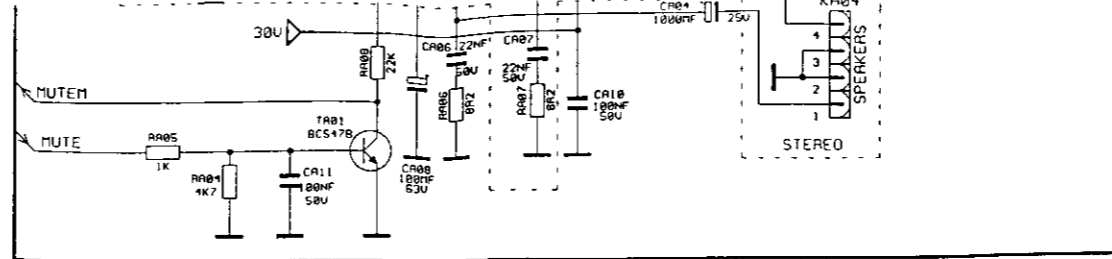 KA04
CA04
1000MF
25V
30V
4
3
2
1
SPEAKERS
STEREO
RA08
22K
CA06
22NF
50V
CA07
22NF
50V
RA06
8R2
RA07
8R2
CA10
100NF
50V
MUTEM
MUTE
RA05
1K
TA01
BC547B
RA04
4K7
CA11
100NF
50V
CA08
100MF
63V